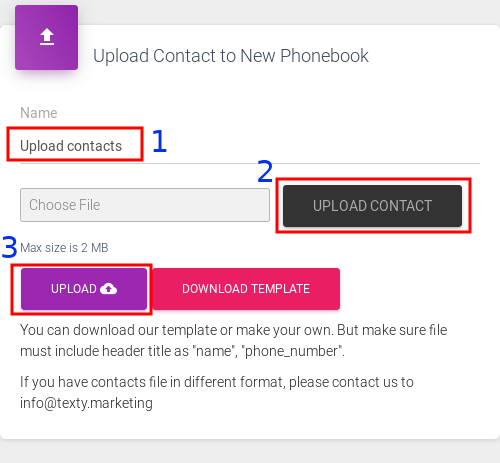 Upload Contact to New Phonebook
Name
Upload contacts 1
2
Choose File UPLOAD CONTACT
3 Max size is 2 MB
UPLOAD DOWNLOAD TEMPLATE
You can download our template or make your own. But make sure file
must include header title as "name", "phone_number".
If you have contacts file in different format, please contact us to
info@texty.marketing